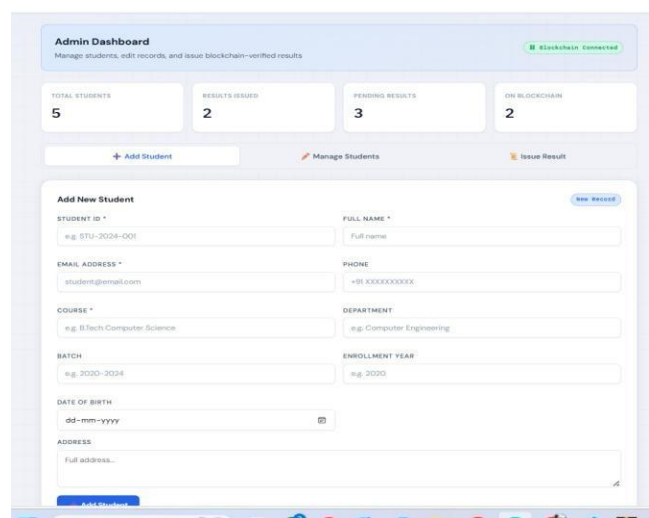 Admin Dashboard
Manage students, edit records, and issue blockchain-verified results
Blockchain Connected
TOTAL STUDENTS
RESULTS ISSUED
PENDING RESULTS
ON BLOCKCHAIN
5
2
3
2
+ Add Student
Manage Students
Issue Result
Add New Student
New Record
STUDENT ID *
FULL NAME *
e.g. STU-2024-001
Full name
EMAIL ADDRESS *
PHONE
student@email.com
+91 XXXXXXXXXX
COURSE *
DEPARTMENT
e.g. B.Tech Computer Science
e.g. Computer Engineering
BATCH
ENROLLMENT YEAR
e.g. 2020-2024
e.g. 2020
DATE OF BIRTH
dd-mm-yyyy
ADDRESS
Full address...
Add Student